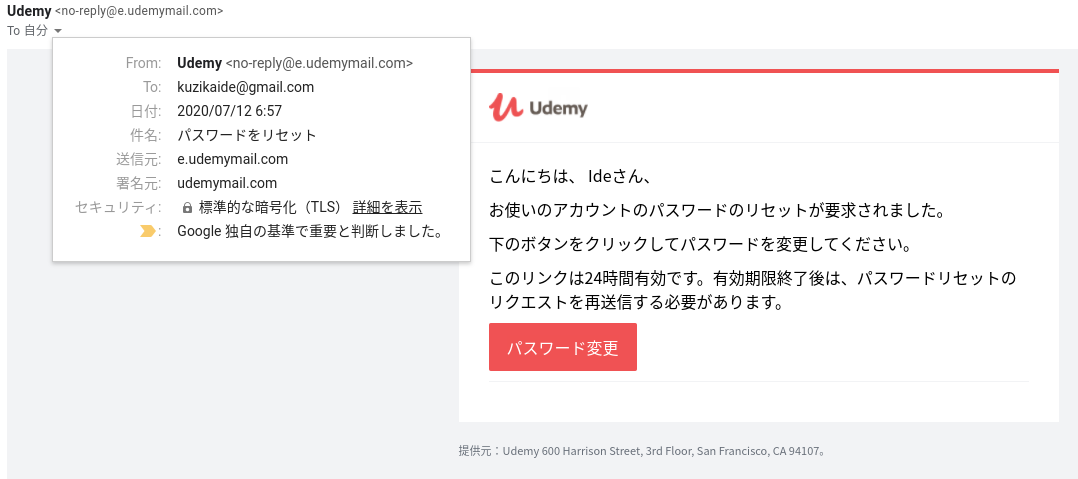 Udemy <no-reply@e.udemymail.com>
To 自分
From: Udemy <no-reply@e.udemymail.com>
To: kuzikaide@gmail.com
日付: 2020/07/12 6:57
件名: パスワードをリセット
送信元: e.udemymail.com
署名元: udemymail.com
セキュリティ: 標準的な暗号化（TLS） 詳細を表示
: Google 独自の基準で重要と判断しました。
Udemy
こんにちは、 Ideさん、
お使いのアカウントのパスワードのリセットが要求されました。
下のボタンをクリックしてパスワードを変更してください。
このリンクは24時間有効です。有効期限終了後は、パスワードリセットの
リクエストを再送信する必要があります。
パスワード変更
提供元：Udemy 600 Harrison Street, 3rd Floor, San Francisco, CA 94107。